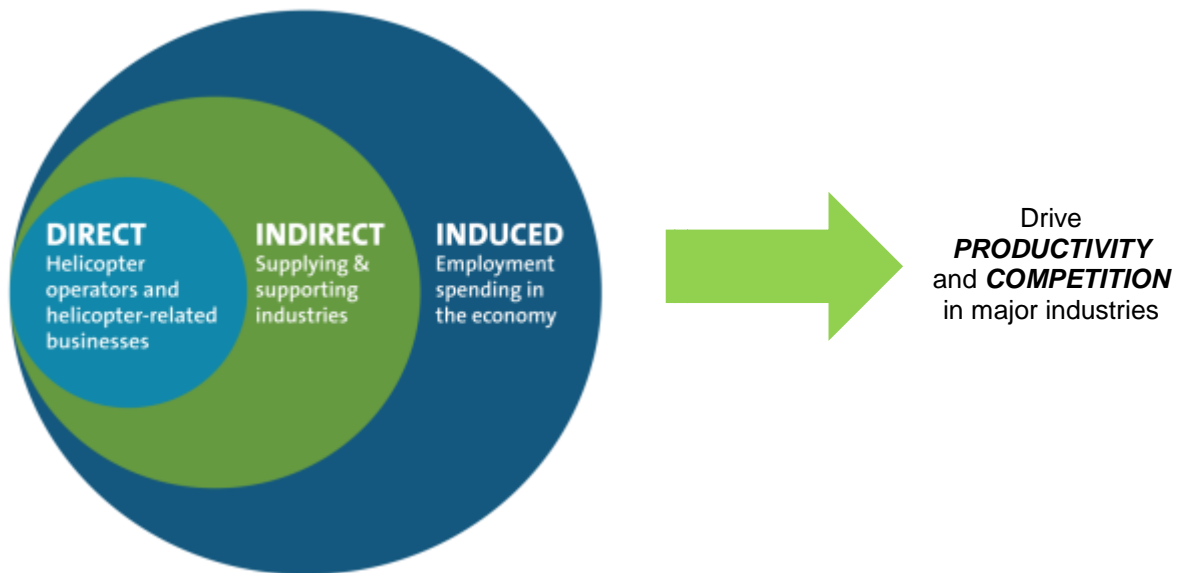 DIRECT
Helicopter
operators and
helicopter-related
businesses
INDIRECT
Supplying &
supporting
industries
INDUCED
Employment
spending in
the economy
Drive
PRODUCTIVITY
and COMPETITION
in major industries